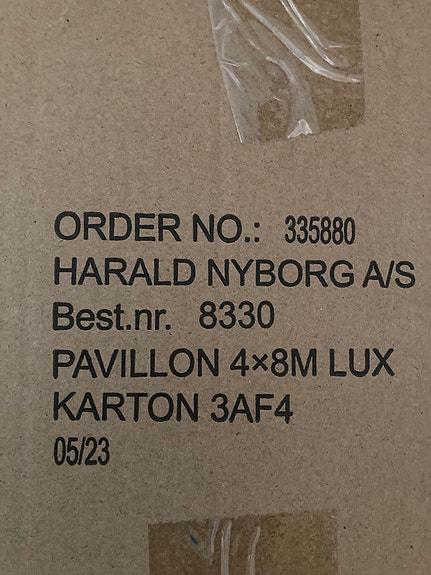 ORDER NO.: 335880
HARALD NYBORG A/S
Best.nr. 8330
PAVILLON 4×8M LUX
KARTON 3AF4
05/23